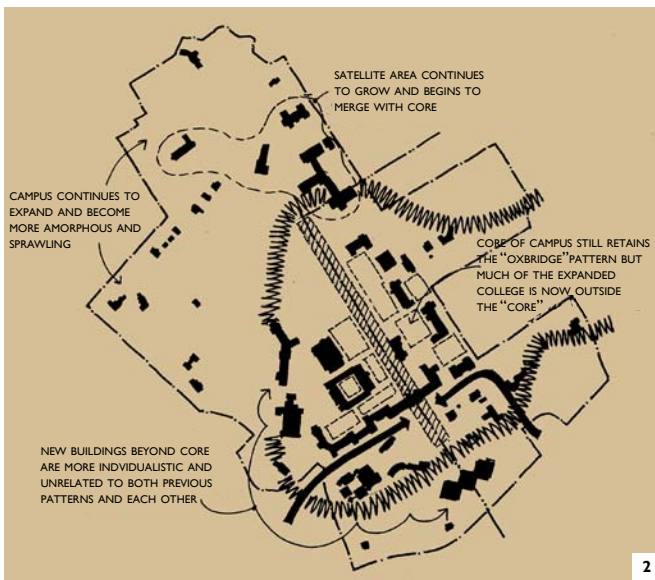 SATELLITE AREA CONTINUES
TO GROW AND BEGINS TO
MERGE WITH CORE
CAMPUS CONTINUES TO
EXPAND AND BECOME
MORE AMORPHOUS AND
SPRAWLING
CORE OF CAMPUS STILL RETAINS
THE "OXBRIDGE" PATTERN BUT
MUCH OF THE EXPANDED
COLLEGE IS NOW OUTSIDE
THE "CORE"
NEW BUILDINGS BEYOND CORE
ARE MORE INDVIDUALISTIC AND
UNRELATED TO BOTH PREVIOUS
PATTERNS AND EACH OTHER
2